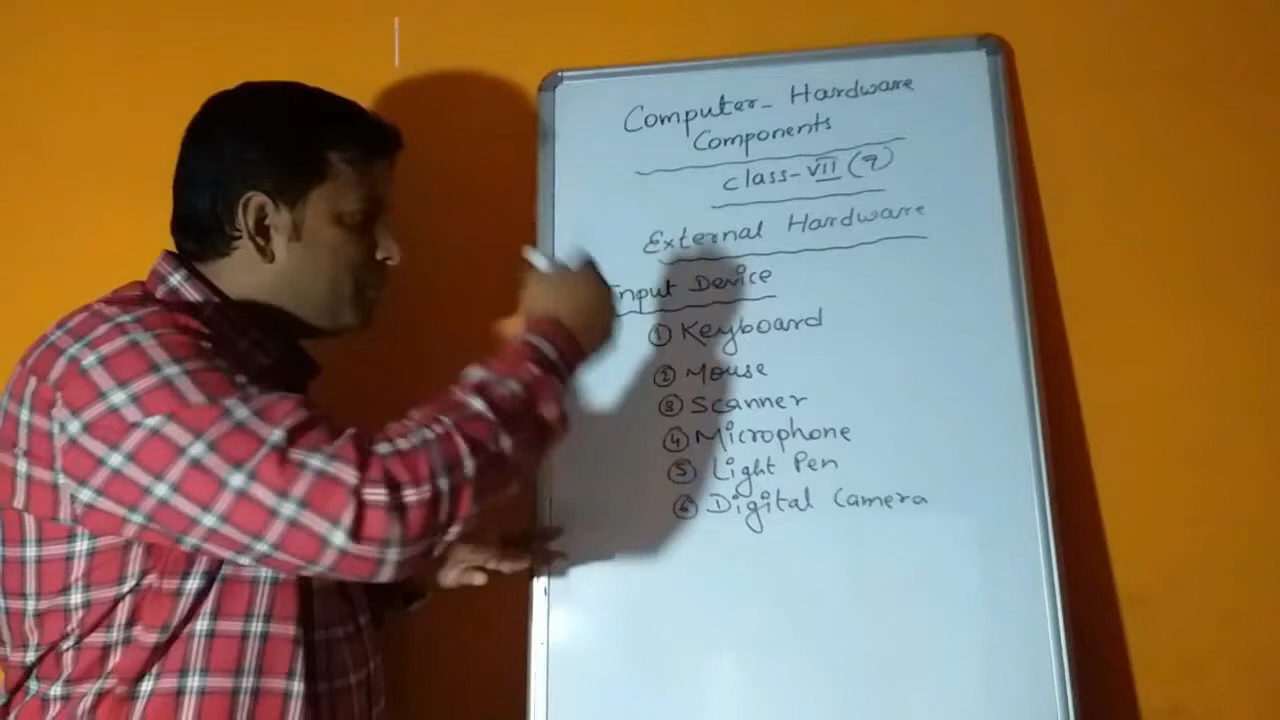 Computer- Hardware
Components
Class-VII (7)
External Hardware
Input Device
① Keyboard
② Mouse
③ Scanner
④ Microphone
⑤ Light Pen
⑥ Digital Camera